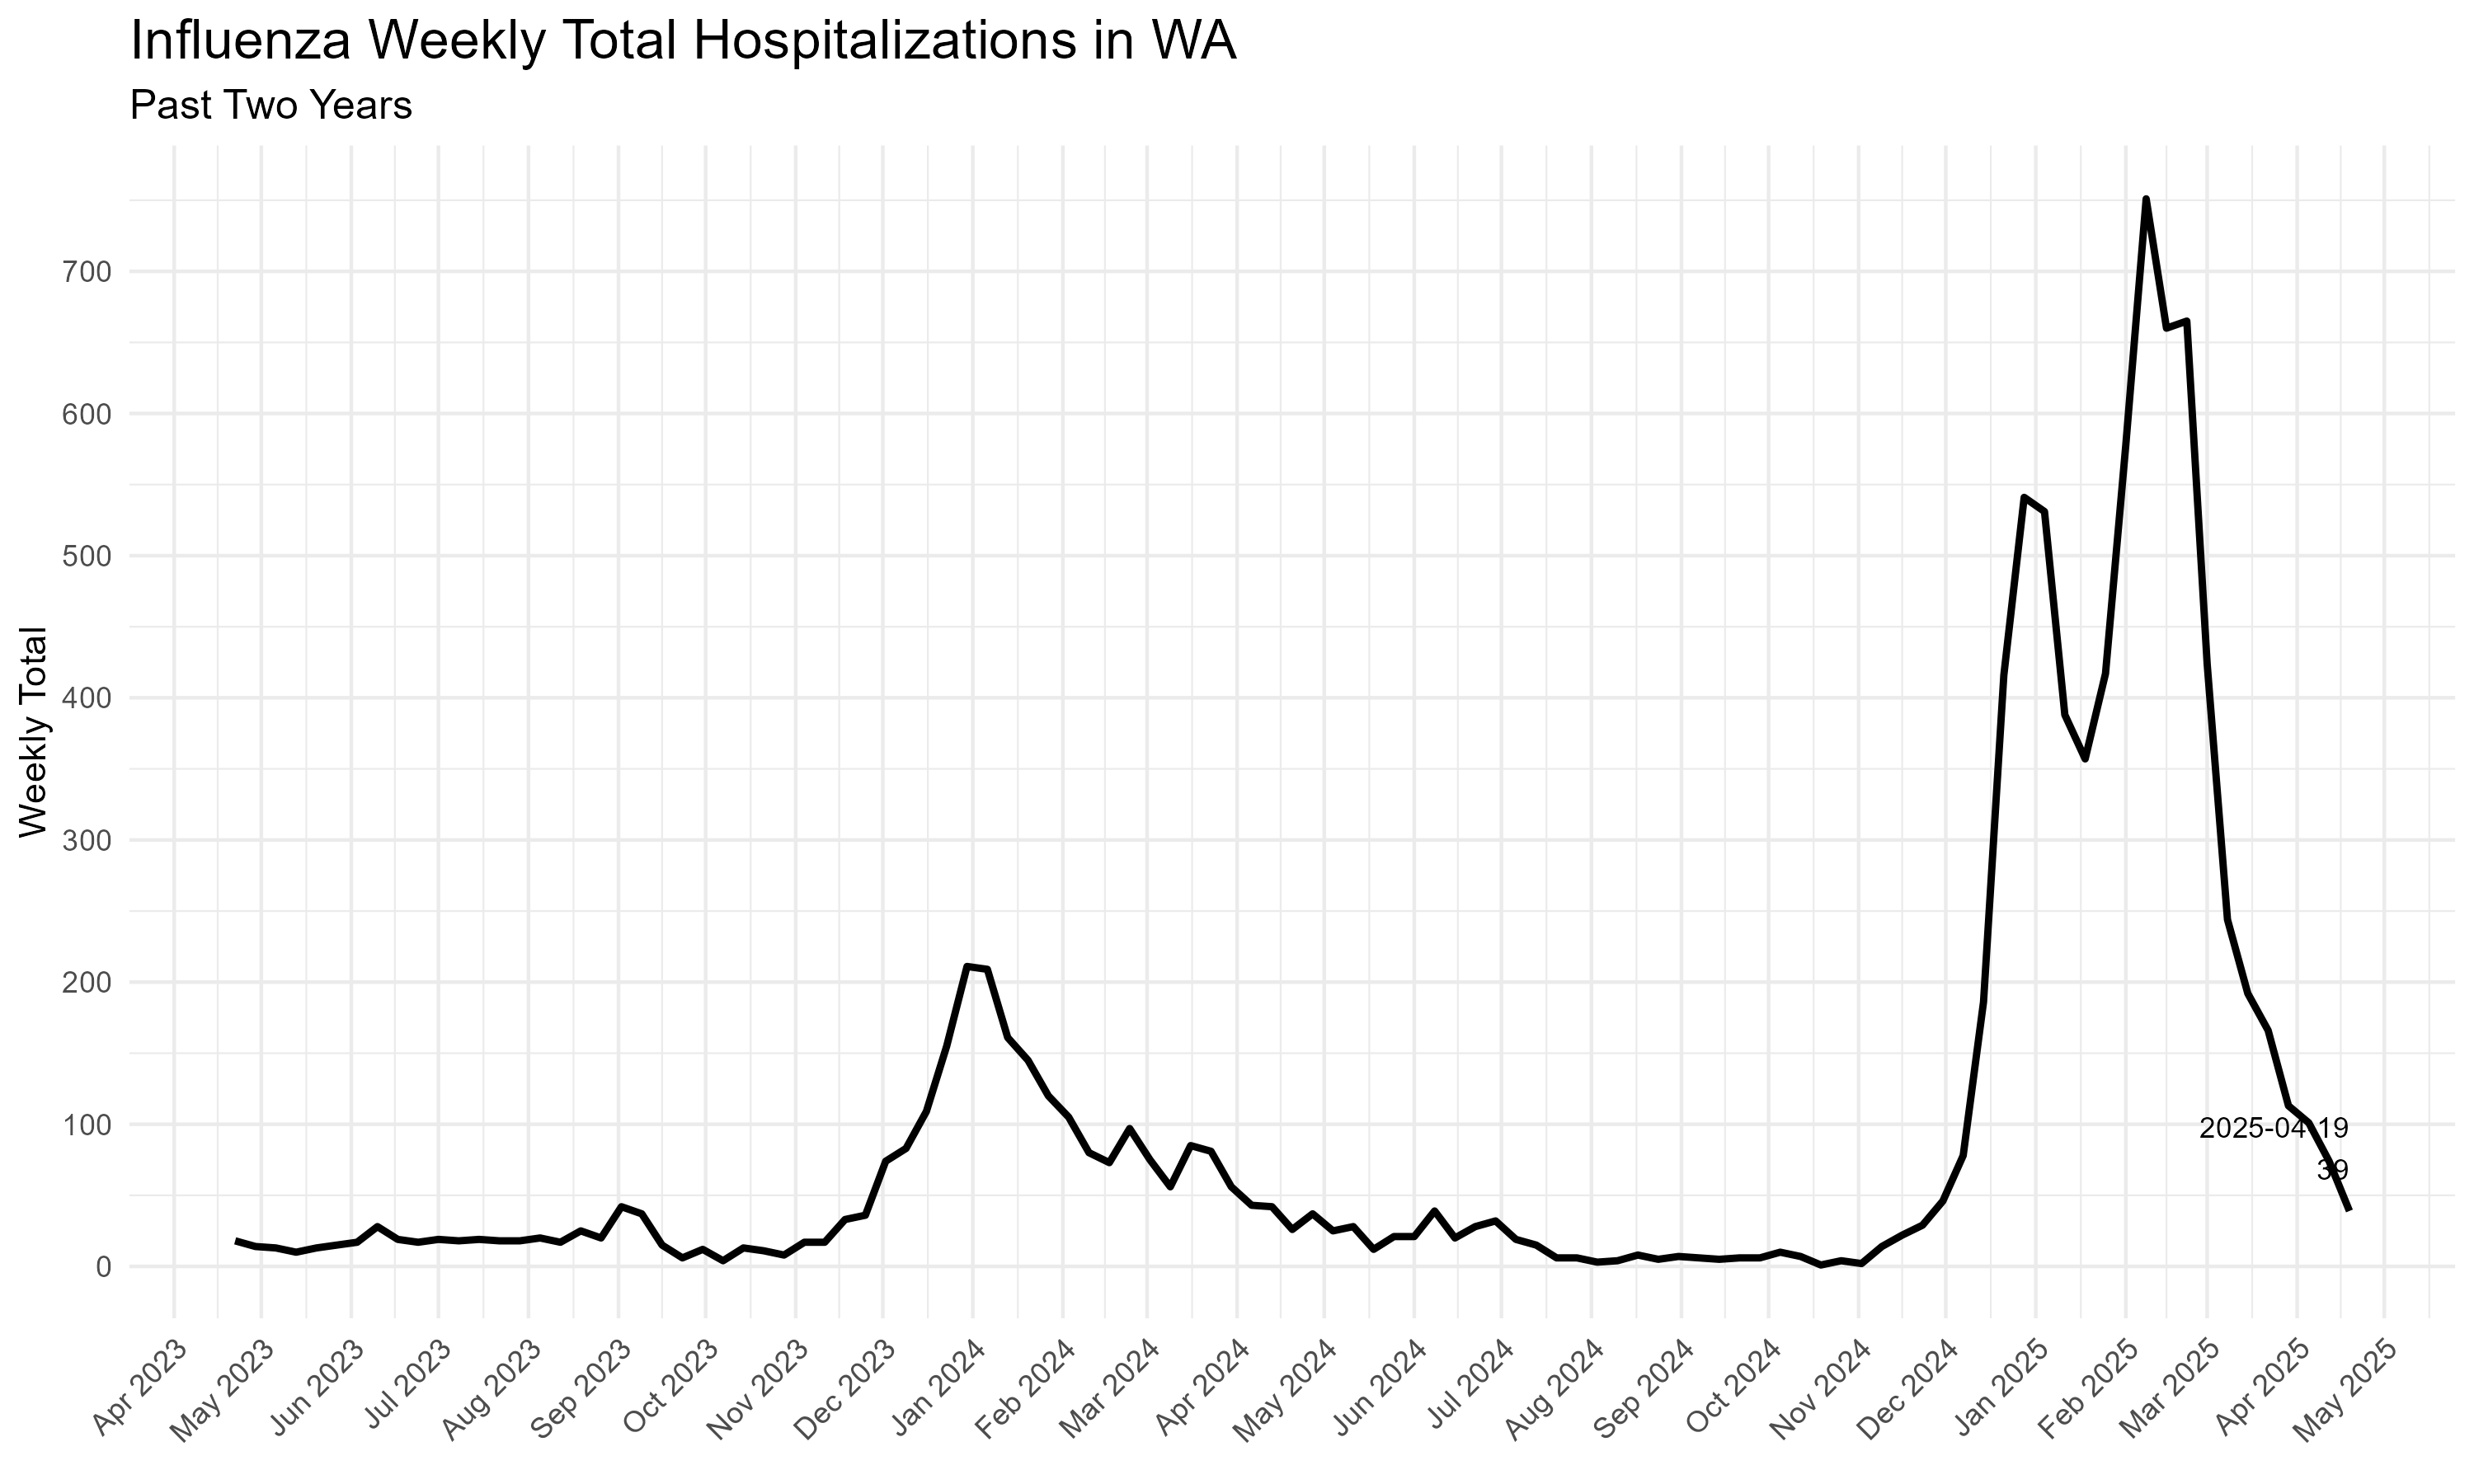 Influenza Weekly Total Hospitalizations in WA
Past Two Years
Weekly Total
700
600
500
400
300
200
100
0
2025-04-19
39
Apr 2023
May 2023
Jun 2023
Jul 2023
Aug 2023
Sep 2023
Oct 2023
Nov 2023
Dec 2023
Jan 2024
Feb 2024
Mar 2024
Apr 2024
May 2024
Jun 2024
Jul 2024
Aug 2024
Sep 2024
Oct 2024
Nov 2024
Dec 2024
Jan 2025
Feb 2025
Mar 2025
Apr 2025
May 2025